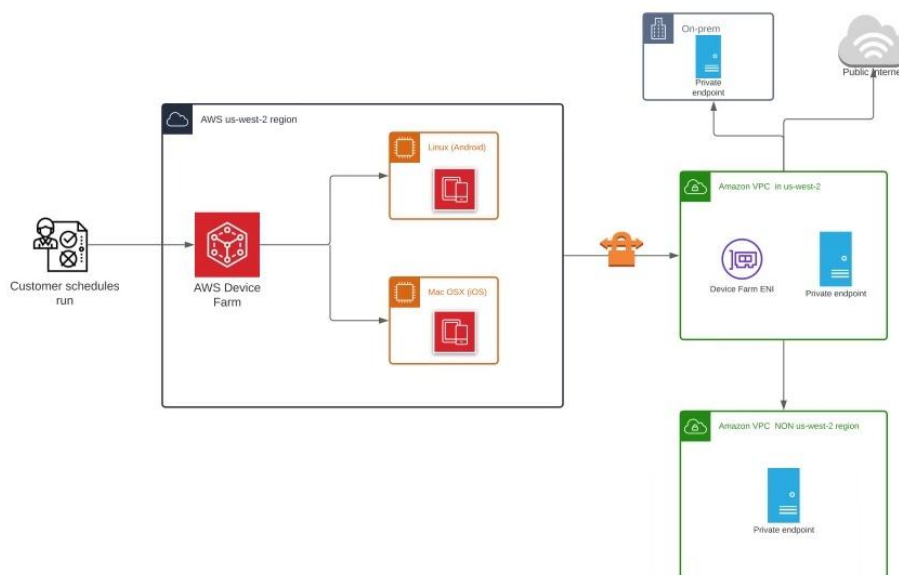 On-prem
Private
endpoint
Public Interne
AWS us-west-2 region
Linux (Android)
Amazon VPC  in us-west-2
Customer schedules
run
AWS Device
Farm
Mac OSX (iOS)
Device Farm ENI
Private endpoint
Amazon VPC  NON us-west-2 region
Private endpoint